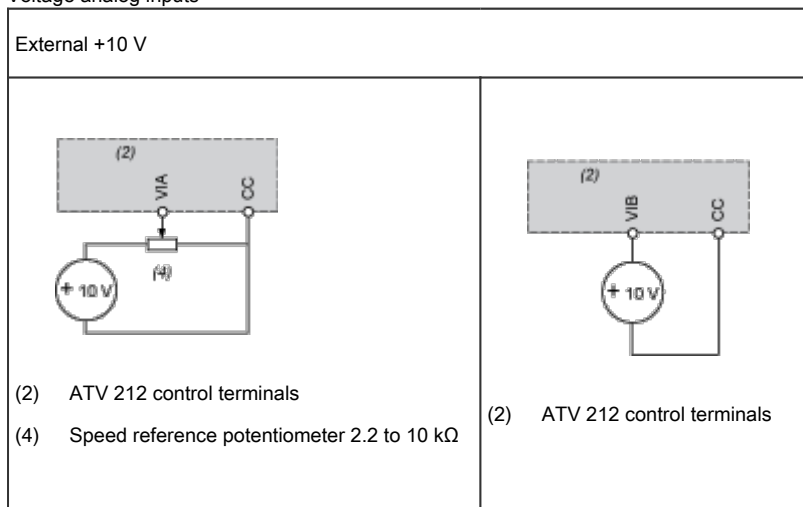 Voltage analog inputs
External +10 V
(2)
VIA
CC
(4)
+ 10 V
(2) ATV 212 control terminals
(4) Speed reference potentiometer 2.2 to 10 kΩ
(2)
VIB
CC
+ 10 V
(2) ATV 212 control terminals